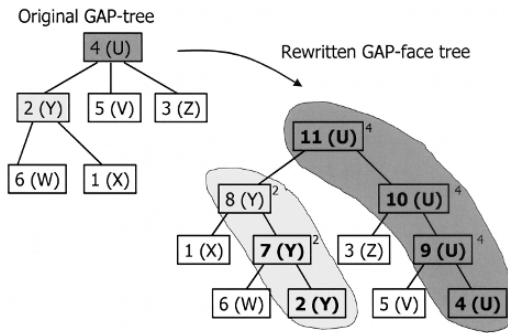 Original GAP-tree
4 (U)
Rewritten GAP-face tree
2 (Y) 5 (V) 3 (Z)
11 (U) 4
6 (W) 1 (X)
8 (Y) 2 10 (U) 4
1 (X) 7 (Y) 2 3 (Z) 9 (U) 4
6 (W) 2 (Y) 5 (V) 4 (U)